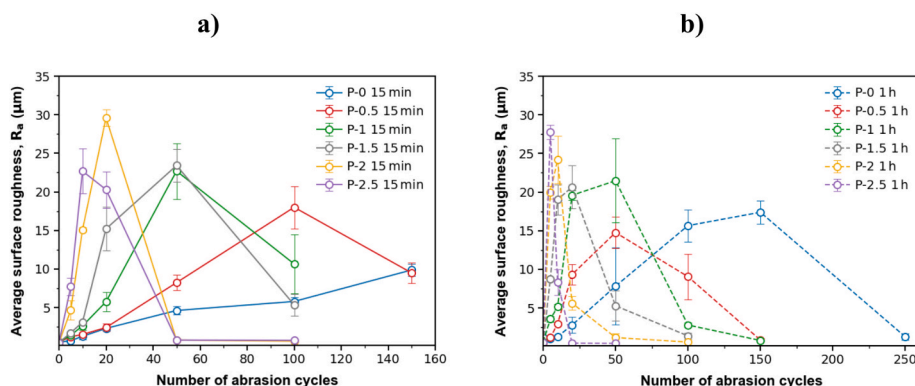 a)
b)
35
30
25
20
15
10
5
0
20
40
60
80
100
120
140
160
Average surface roughness, Ra (μm)
Number of abrasion cycles
P-0 15 min
P-0.5 15 min
P-1 15 min
P-1.5 15 min
P-2 15 min
P-2.5 15 min
35
30
25
20
15
10
5
0
50
100
150
200
250
Average surface roughness, Ra (μm)
Number of abrasion cycles
P-0 1 h
P-0.5 1 h
P-1 1 h
P-1.5 1 h
P-2 1 h
P-2.5 1 h